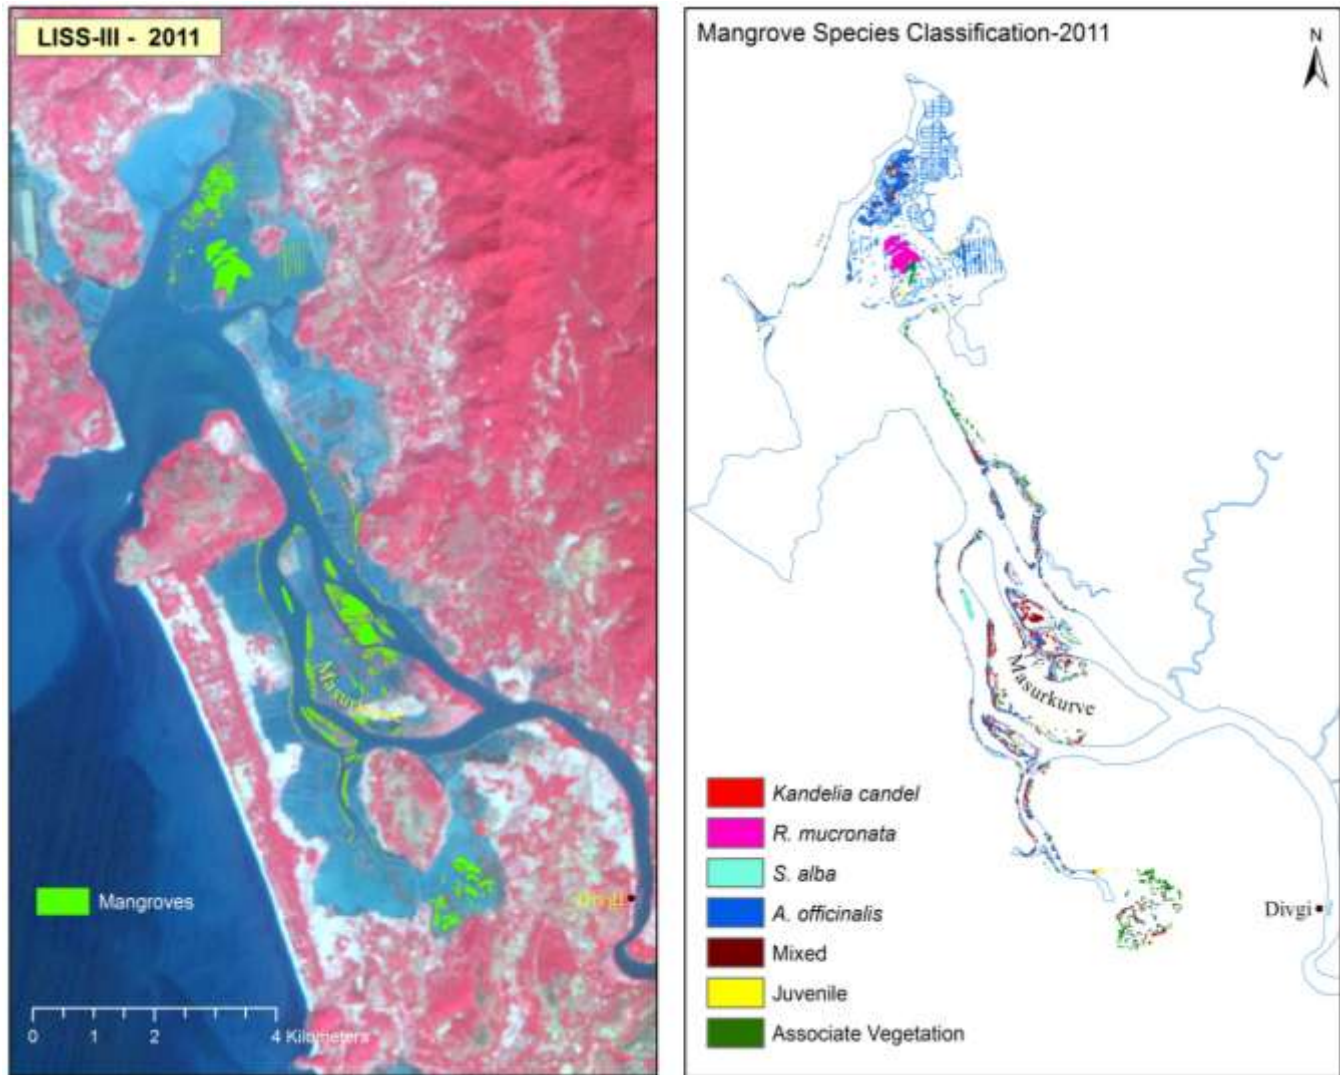 LISS-III - 2011
Masurkurve
Divgi
Mangroves
0 1 2 4 Kilometers
Mangrove Species Classification-2011
N
Masurkurve
Kandelia candel
R. mucronata
S. alba
A. officinalis
Mixed
Juvenile
Associate Vegetation
Divgi